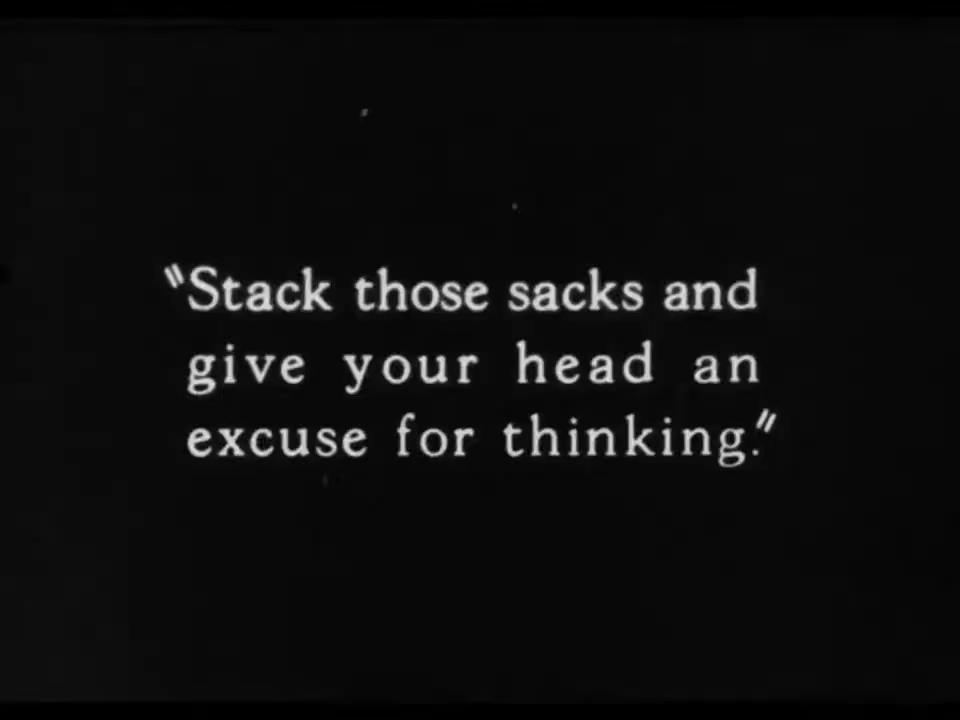 "Stack those sacks and
give your head an
excuse for thinking."